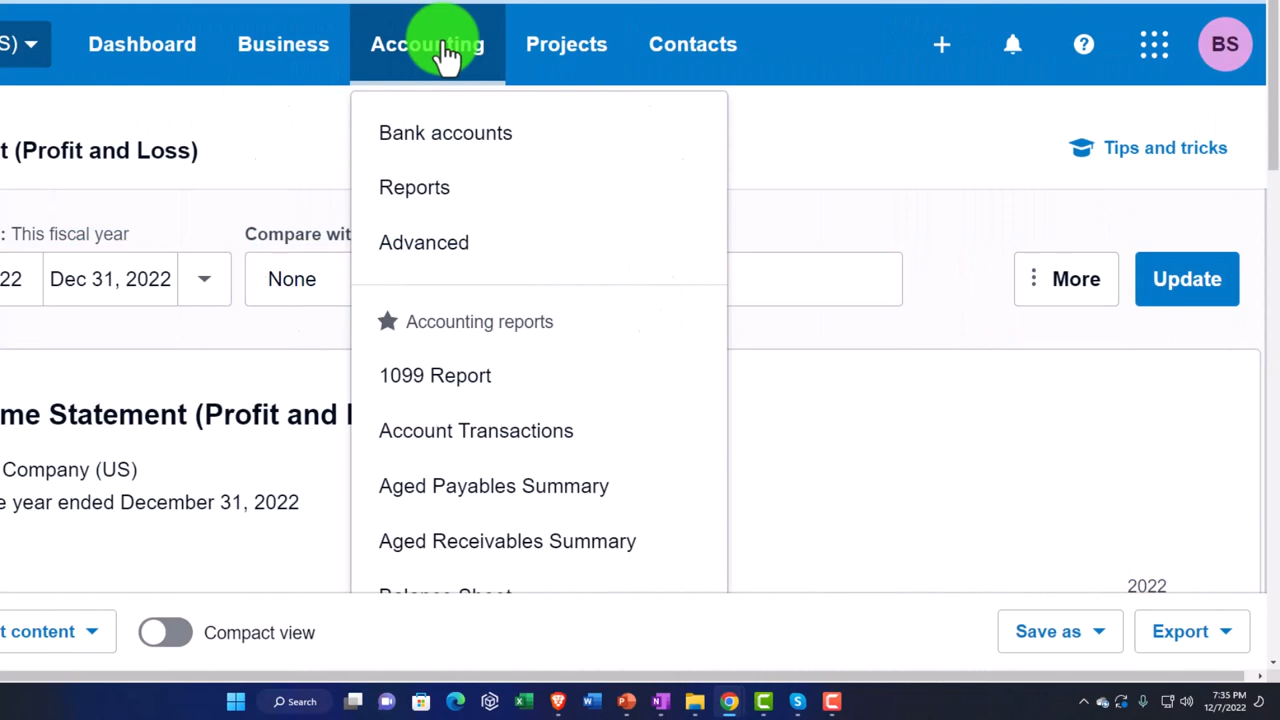 S) Dashboard Business Accounting Projects Contacts BS
Bank accounts
t (Profit and Loss)
Tips and tricks
Reports
: This fiscal year
Compare wit
Advanced
22 Dec 31, 2022
None
More
Update
Accounting reports
1099 Report
me Statement (Profit and
Account Transactions
Company (US)
Aged Payables Summary
e year ended December 31, 2022
Aged Receivables Summary
2022
Balance Sheet
t content
Compact view
Save as
Export
Search
7:35 PM
12/7/2022